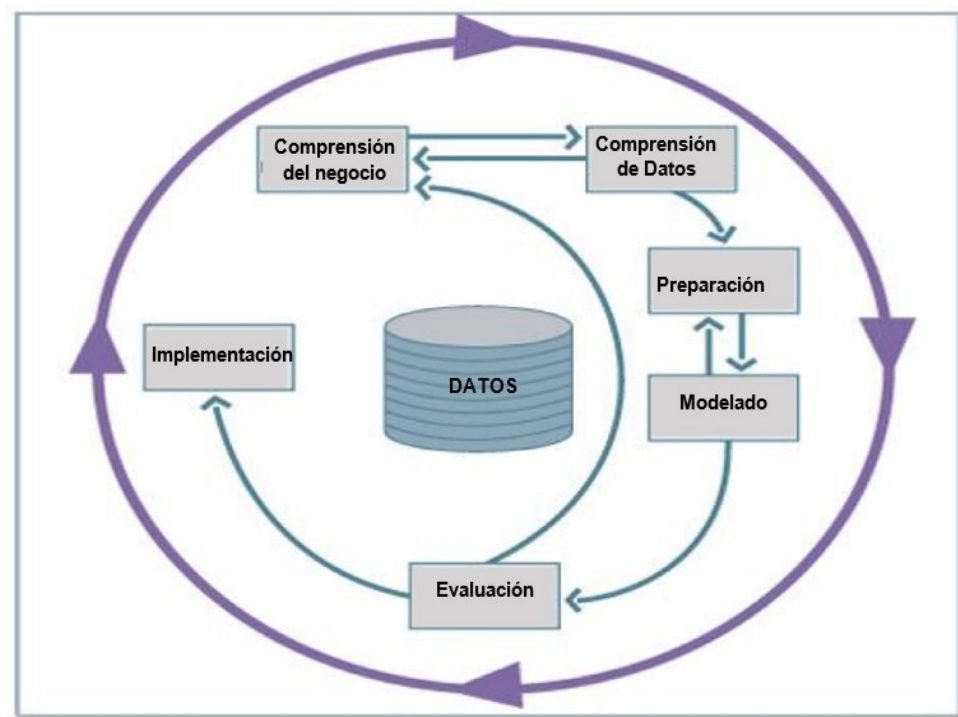 Comprensión
del negocio
Comprensión
de Datos
Preparación
Implementación
DATOS
Modelado
Evaluación